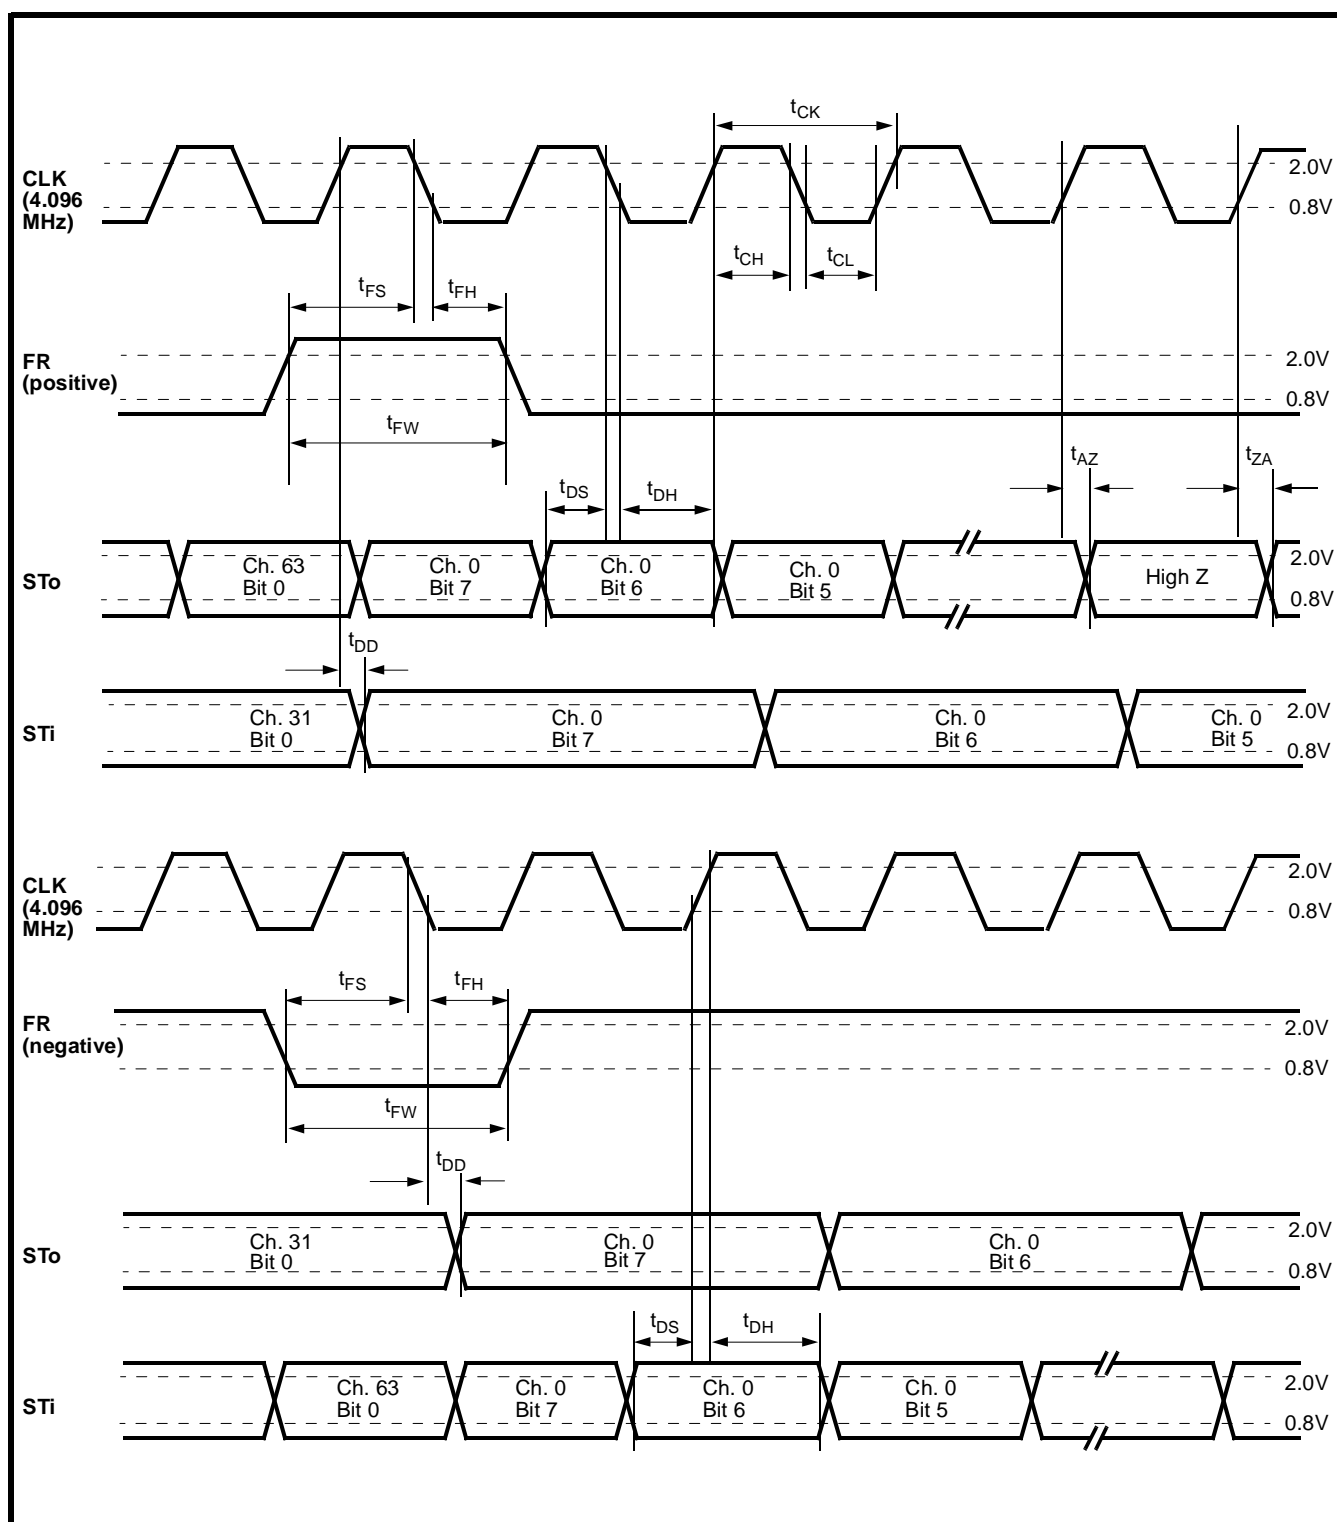 tCK
CLK
(4.096
MHz)
2.0V
0.8V
tCH
tCL
tFS
tFH
FR
(positive)
2.0V
0.8V
tFW
tAZ
tZA
tDS
tDH
STo
Ch. 63
Bit 0
Ch. 0
Bit 7
Ch. 0
Bit 6
Ch. 0
Bit 5
High Z
2.0V
0.8V
tDD
STi
Ch. 31
Bit 0
Ch. 0
Bit 7
Ch. 0
Bit 6
Ch. 0
Bit 5
2.0V
0.8V
CLK
(4.096
MHz)
2.0V
0.8V
tFS
tFH
FR
(negative)
2.0V
0.8V
tFW
tDD
STo
Ch. 31
Bit 0
Ch. 0
Bit 7
Ch. 0
Bit 6
2.0V
0.8V
tDS
tDH
STi
Ch. 63
Bit 0
Ch. 0
Bit 7
Ch. 0
Bit 6
Ch. 0
Bit 5
2.0V
0.8V